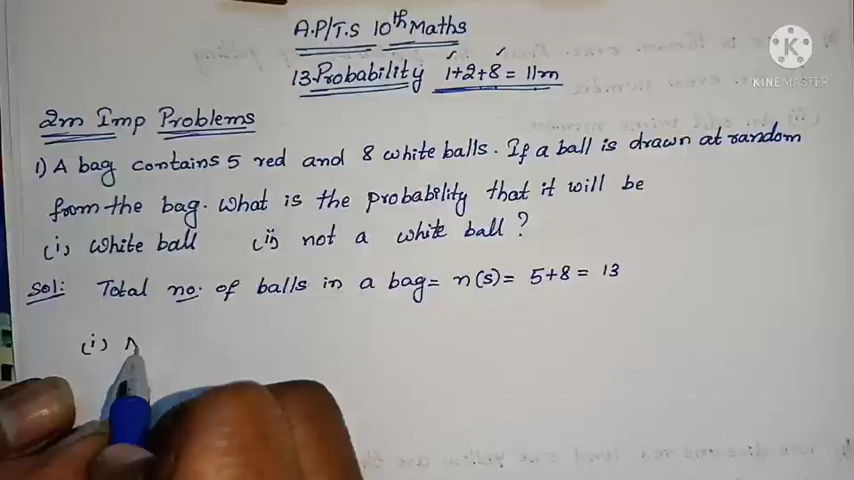 A.P/T.S 10th Maths
13.Probability 1+2+8 = 11m
2m Imp Problems
1) A bag contains 5 red and 8 white balls. If a ball is drawn at random
from the bag. What is the probability that it will be
(i) White ball (ii) not a white ball ?
Sol: Total no. of balls in a bag = n(s) = 5+8 = 13
(i)
KINEMASTER